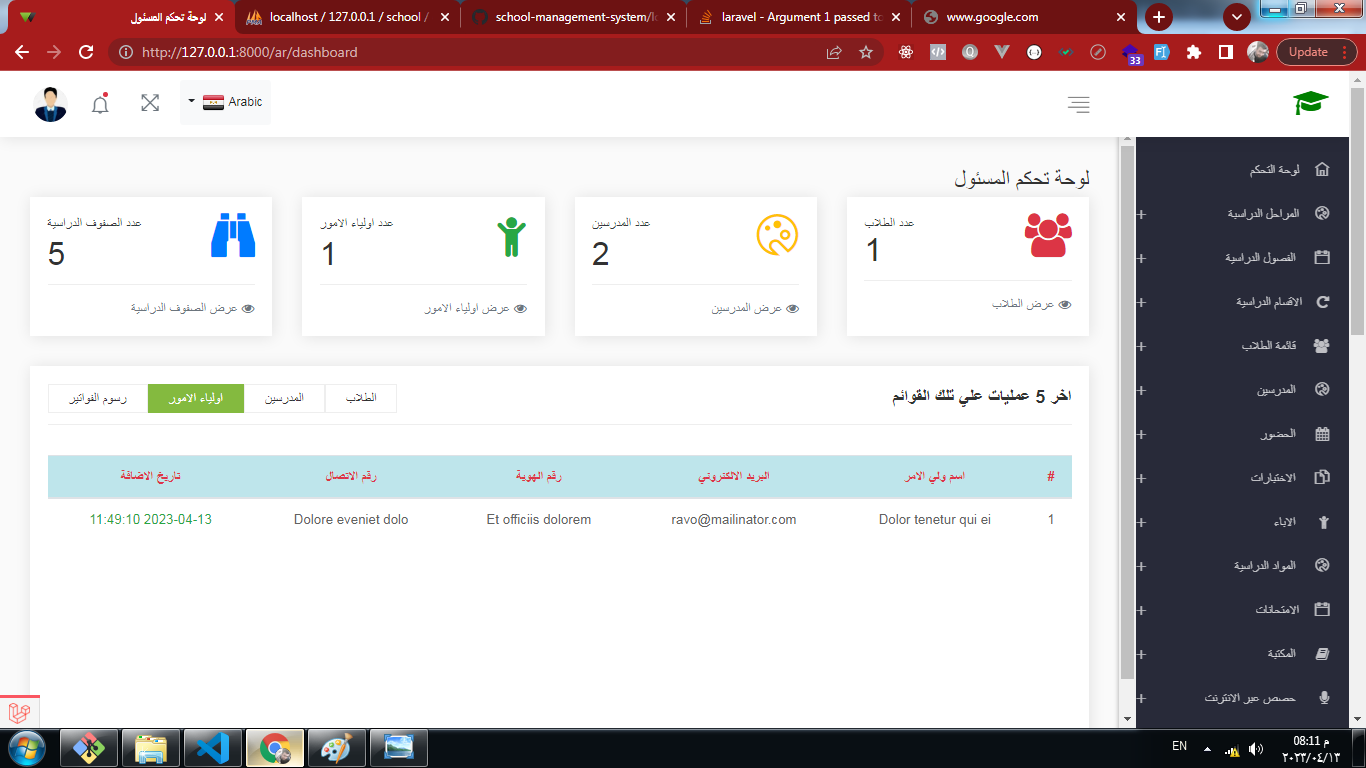 لوحة تحكم المسئول
localhost / 127.0.0.1 / school /
school-management-system/lo
laravel - Argument 1 passed to
www.google.com
http://127.0.0.1:8000/ar/dashboard
33
Update
Arabic
لوحة التحكم
المراحل الدراسية
الفصول الدراسية
الاقسام الدراسية
قائمة الطلاب
المدرسين
الحضور
الاختبارات
الاباء
المواد الدراسية
الامتحانات
المكتبة
حصص عبر الانترنت
لوحة تحكم المسئول
عدد الطلاب
1
عرض الطلاب
عدد المدرسين
2
عرض المدرسين
عدد اولياء الامور
1
عرض اولياء الامور
عدد الصفوف الدراسية
5
عرض الصفوف الدراسية
اخر 5 عمليات علي تلك القوائم
الطلاب المدرسين اولياء الامور رسوم الفواتير
# اسم ولي الامر البريد الالكتروني رقم الهوية رقم الاتصال تاريخ الاضافة
1 Dolor tenetur qui ei ravo@mailinator.com Et officiis dolorem Dolore eveniet dolo 11:49:10 2023-04-13
EN
08:11 م
٢٠٢٣/٠٤/١٣